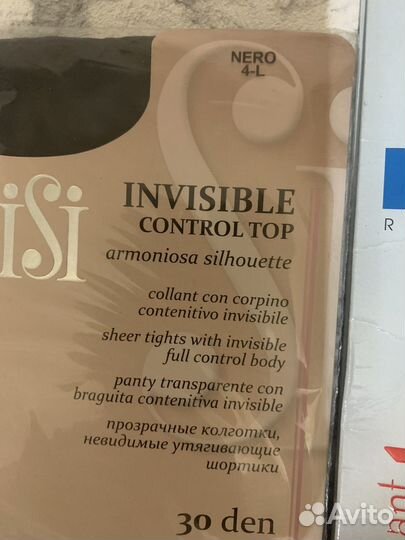 NERO
4-L
iSi
INVISIBLE
CONTROL TOP
armoniosa silhouette
collant con corpino
contenitivo invisibile
sheer tights with invisible
full control body
panty transparente con
braguita contenitiva invisible
прозрачные колготки,
невидимые утягивающие
шортики
30 den
R
ant
Avito